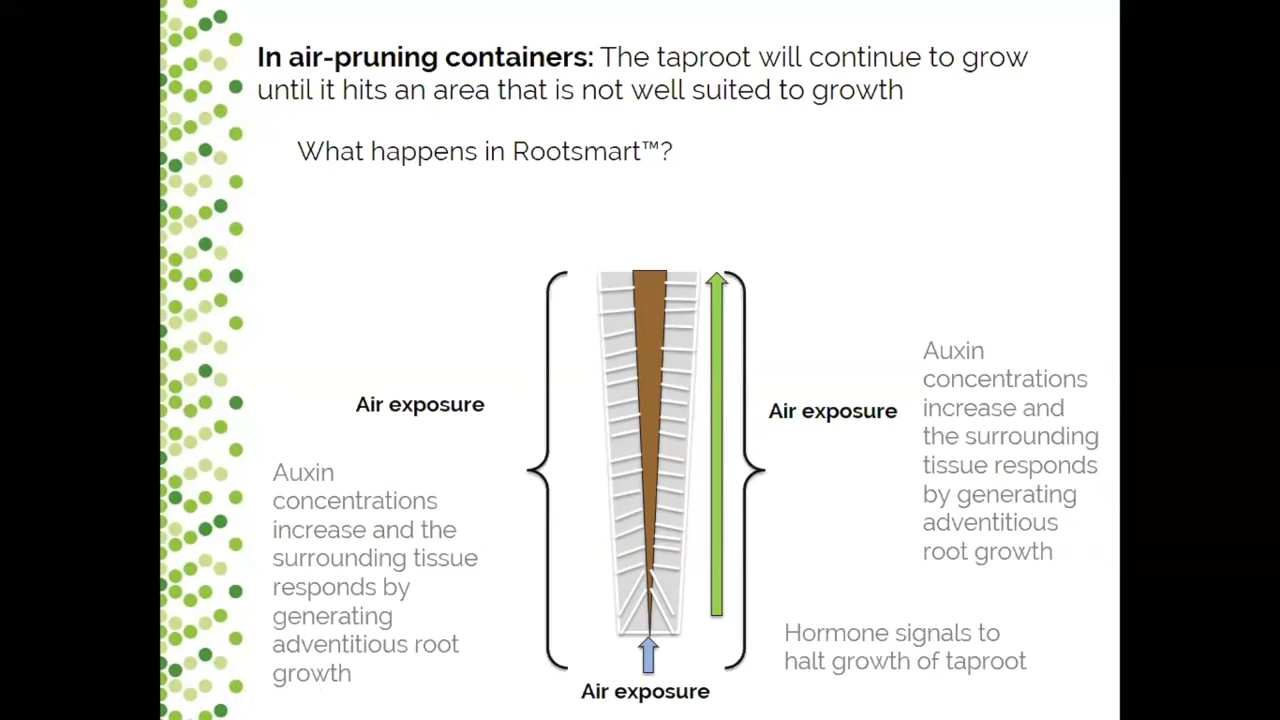 In air-pruning containers: The taproot will continue to grow
until it hits an area that is not well suited to growth
What happens in Rootsmart™?
Air exposure
Auxin
concentrations
increase and the
surrounding tissue
responds by
generating
adventitious root
growth
Air exposure
Auxin
concentrations
increase and
the surrounding
tissue responds
by generating
adventitious
root growth
Hormone signals to
halt growth of taproot
Air exposure